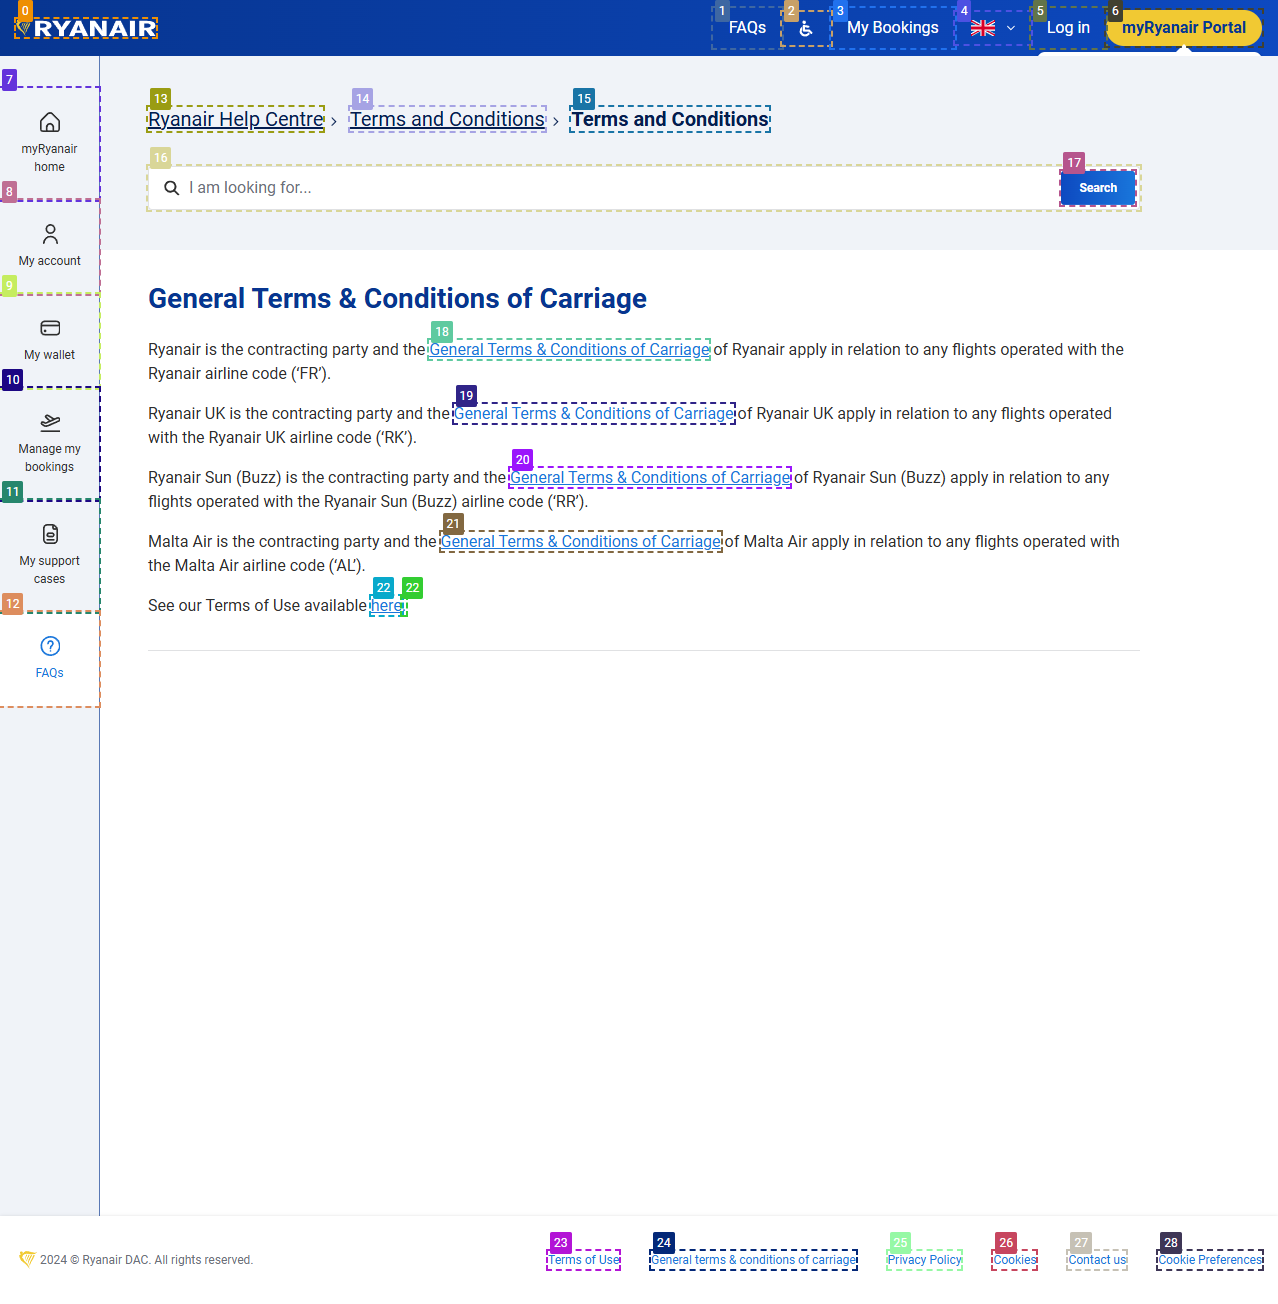 0 1 2 3 4 5 6
RYANAIR FAQs My Bookings Log in myRyanair Portal
7
myRyanair
home
8
My account
9
My wallet
10
Manage my
bookings
11
My support
cases
12
FAQs
13 14 15
Ryanair Help Centre › Terms and Conditions › Terms and Conditions
16 17
I am looking for... Search
General Terms & Conditions of Carriage
18
Ryanair is the contracting party and the General Terms & Conditions of Carriage of Ryanair apply in relation to any flights operated with the
Ryanair airline code (‘FR’).
19
Ryanair UK is the contracting party and the General Terms & Conditions of Carriage of Ryanair UK apply in relation to any flights operated
with the Ryanair UK airline code (‘RK’).
20
Ryanair Sun (Buzz) is the contracting party and the General Terms & Conditions of Carriage of Ryanair Sun (Buzz) apply in relation to any
flights operated with the Ryanair Sun (Buzz) airline code (‘RR’).
21
Malta Air is the contracting party and the General Terms & Conditions of Carriage of Malta Air apply in relation to any flights operated with
the Malta Air airline code (‘AL’).
22 22
See our Terms of Use available here.
23 24 25 26 27 28
2024 © Ryanair DAC. All rights reserved. Terms of Use General terms & conditions of carriage Privacy Policy Cookies Contact us Cookie Preferences